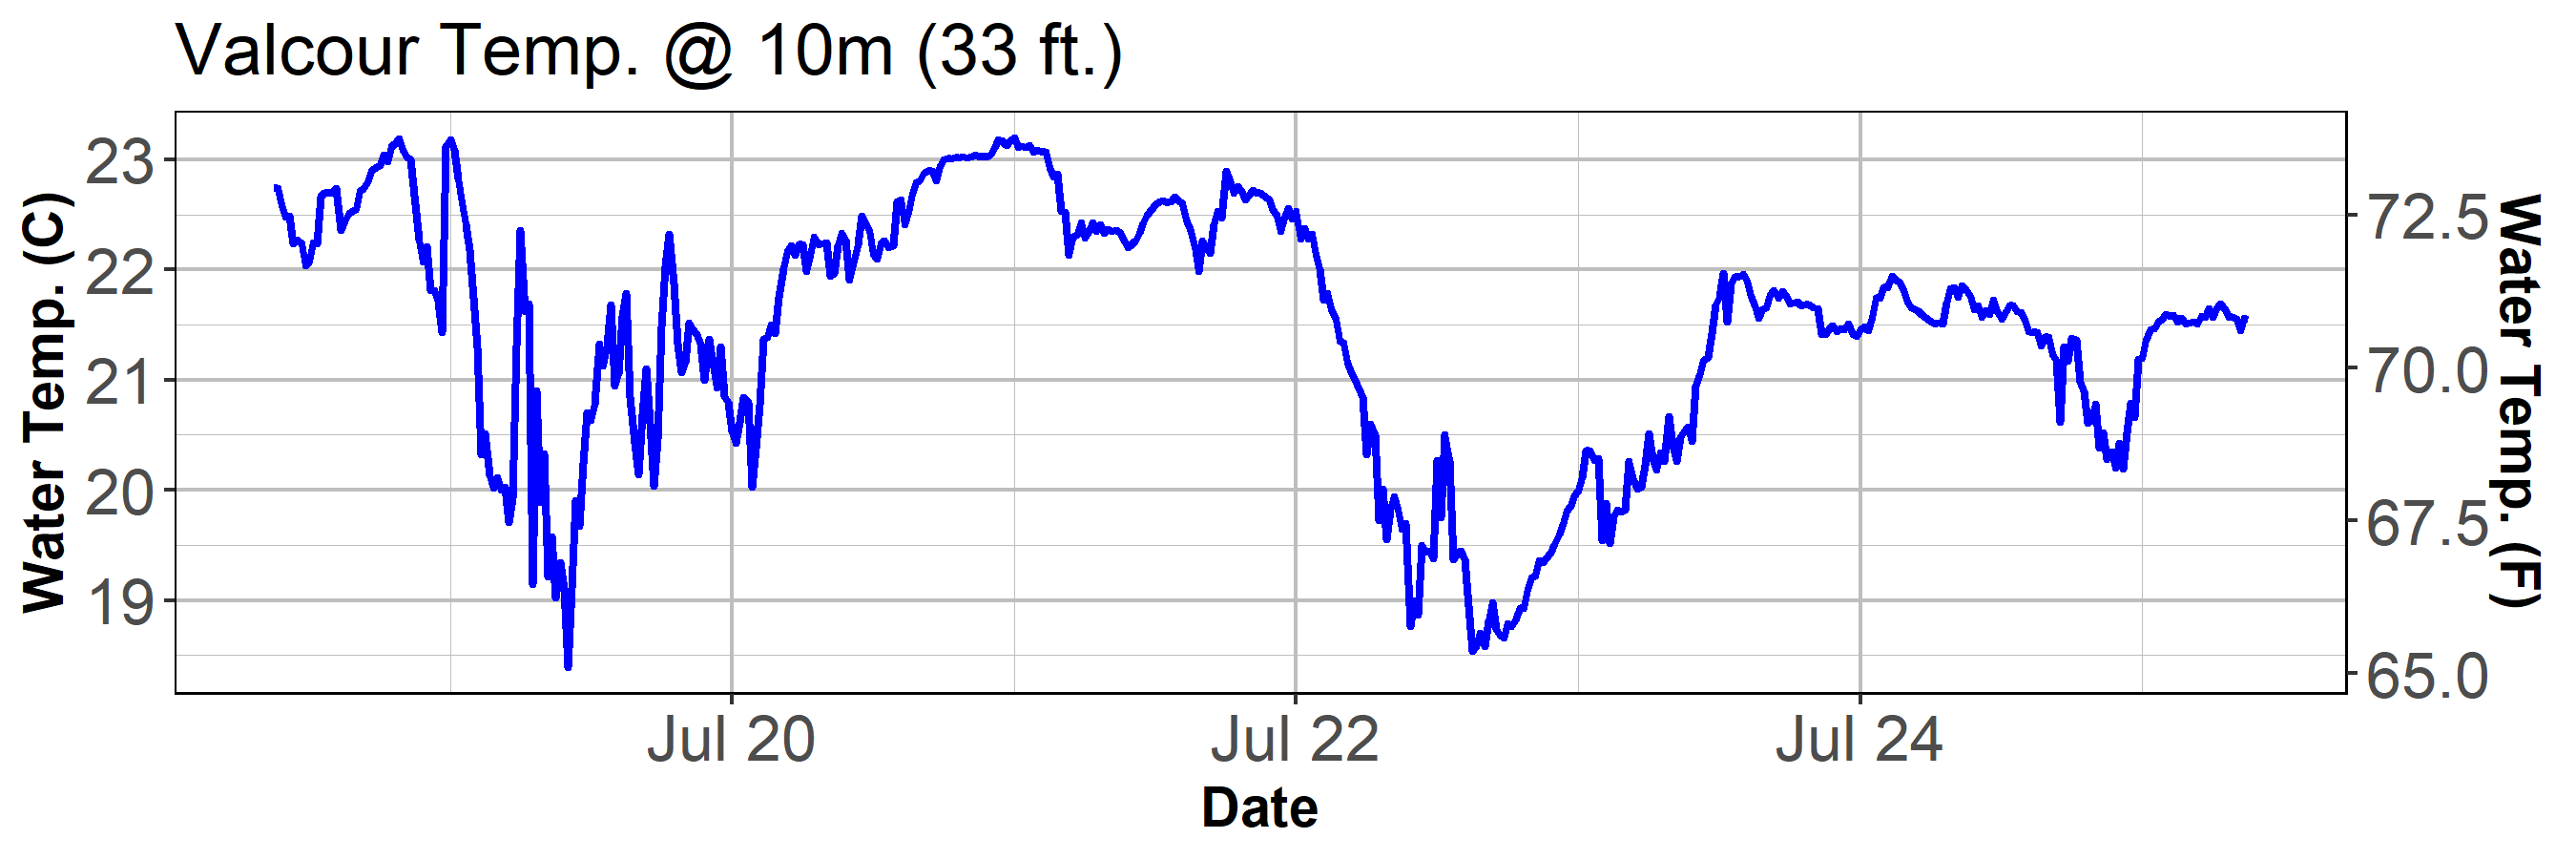 Valcour Temp. @ 10m (33 ft.)
Water Temp. (C)
23
22
21
20
19
72.5
70.0
67.5
65.0
Water Temp. (F)
Jul 20
Jul 22
Jul 24
Date